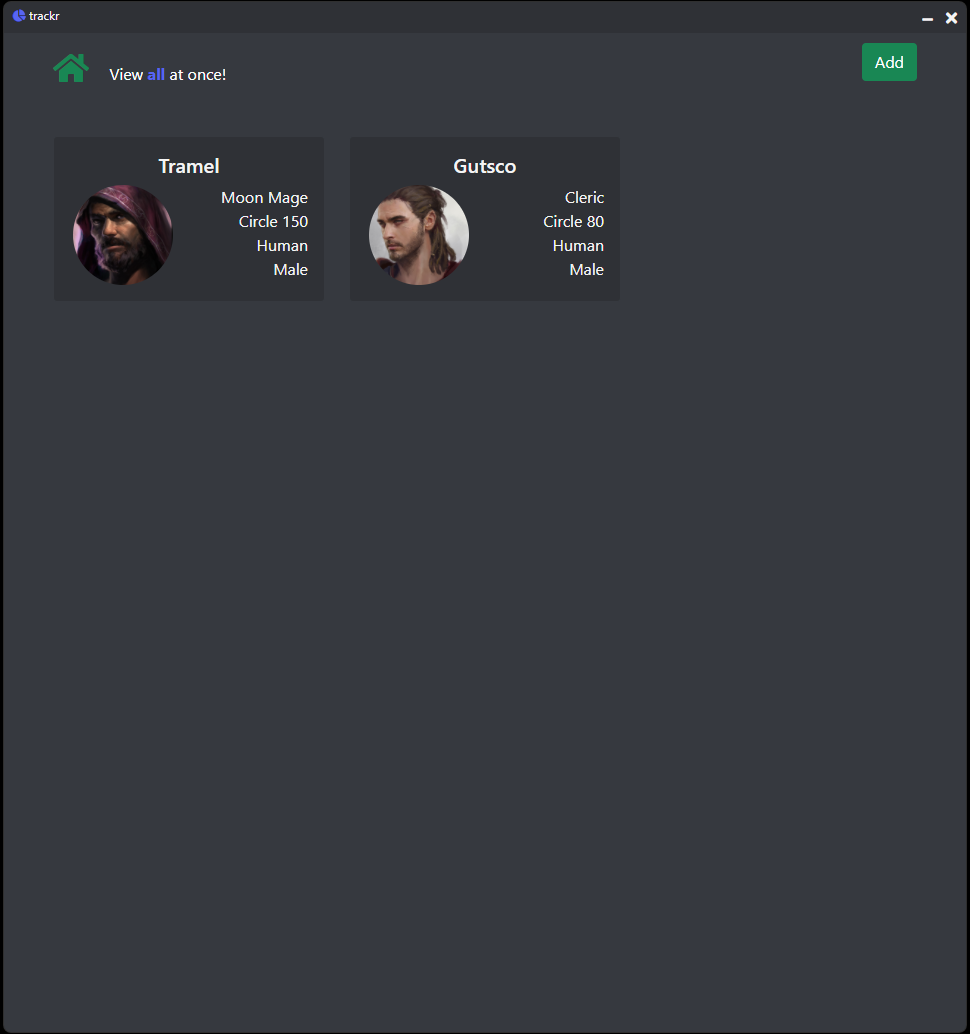 trackr
View all at once!
Add
Tramel
Moon Mage
Circle 150
Human
Male
Gutsco
Cleric
Circle 80
Human
Male